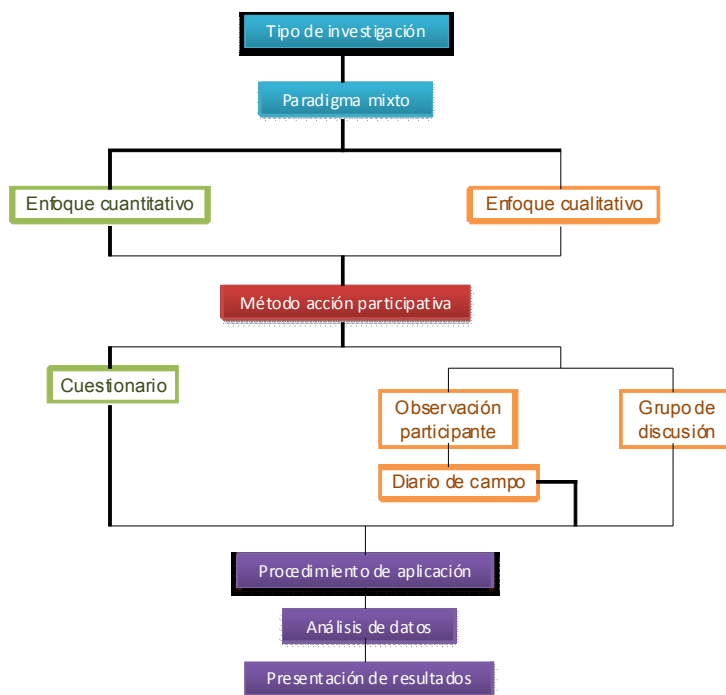 Tipo de investigación
Paradigma mixto
Enfoque cuantitativo
Enfoque cualitativo
Método acción participativa
Cuestionario
Observación
participante
Grupo de
discusión
Diario de campo
Procedimiento de aplicación
Análisis de datos
Presentación de resultados